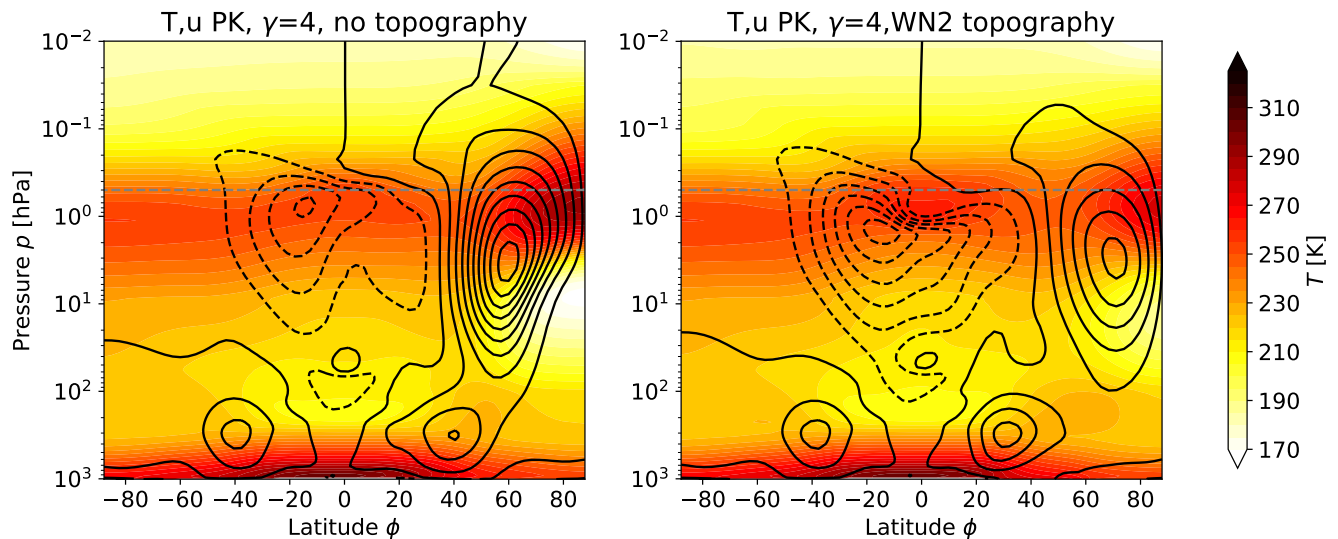 T,u PK, γ=4, no topography
T,u PK, γ=4,WN2 topography
Pressure p [hPa]
10⁻²
10⁻¹
10⁰
10¹
10²
10³
−80 −60 −40 −20 0 20 40 60 80
Latitude ϕ
10⁻²
10⁻¹
10⁰
10¹
10²
10³
−80 −60 −40 −20 0 20 40 60 80
Latitude ϕ
310
290
270
250
230
210
190
170
T [K]